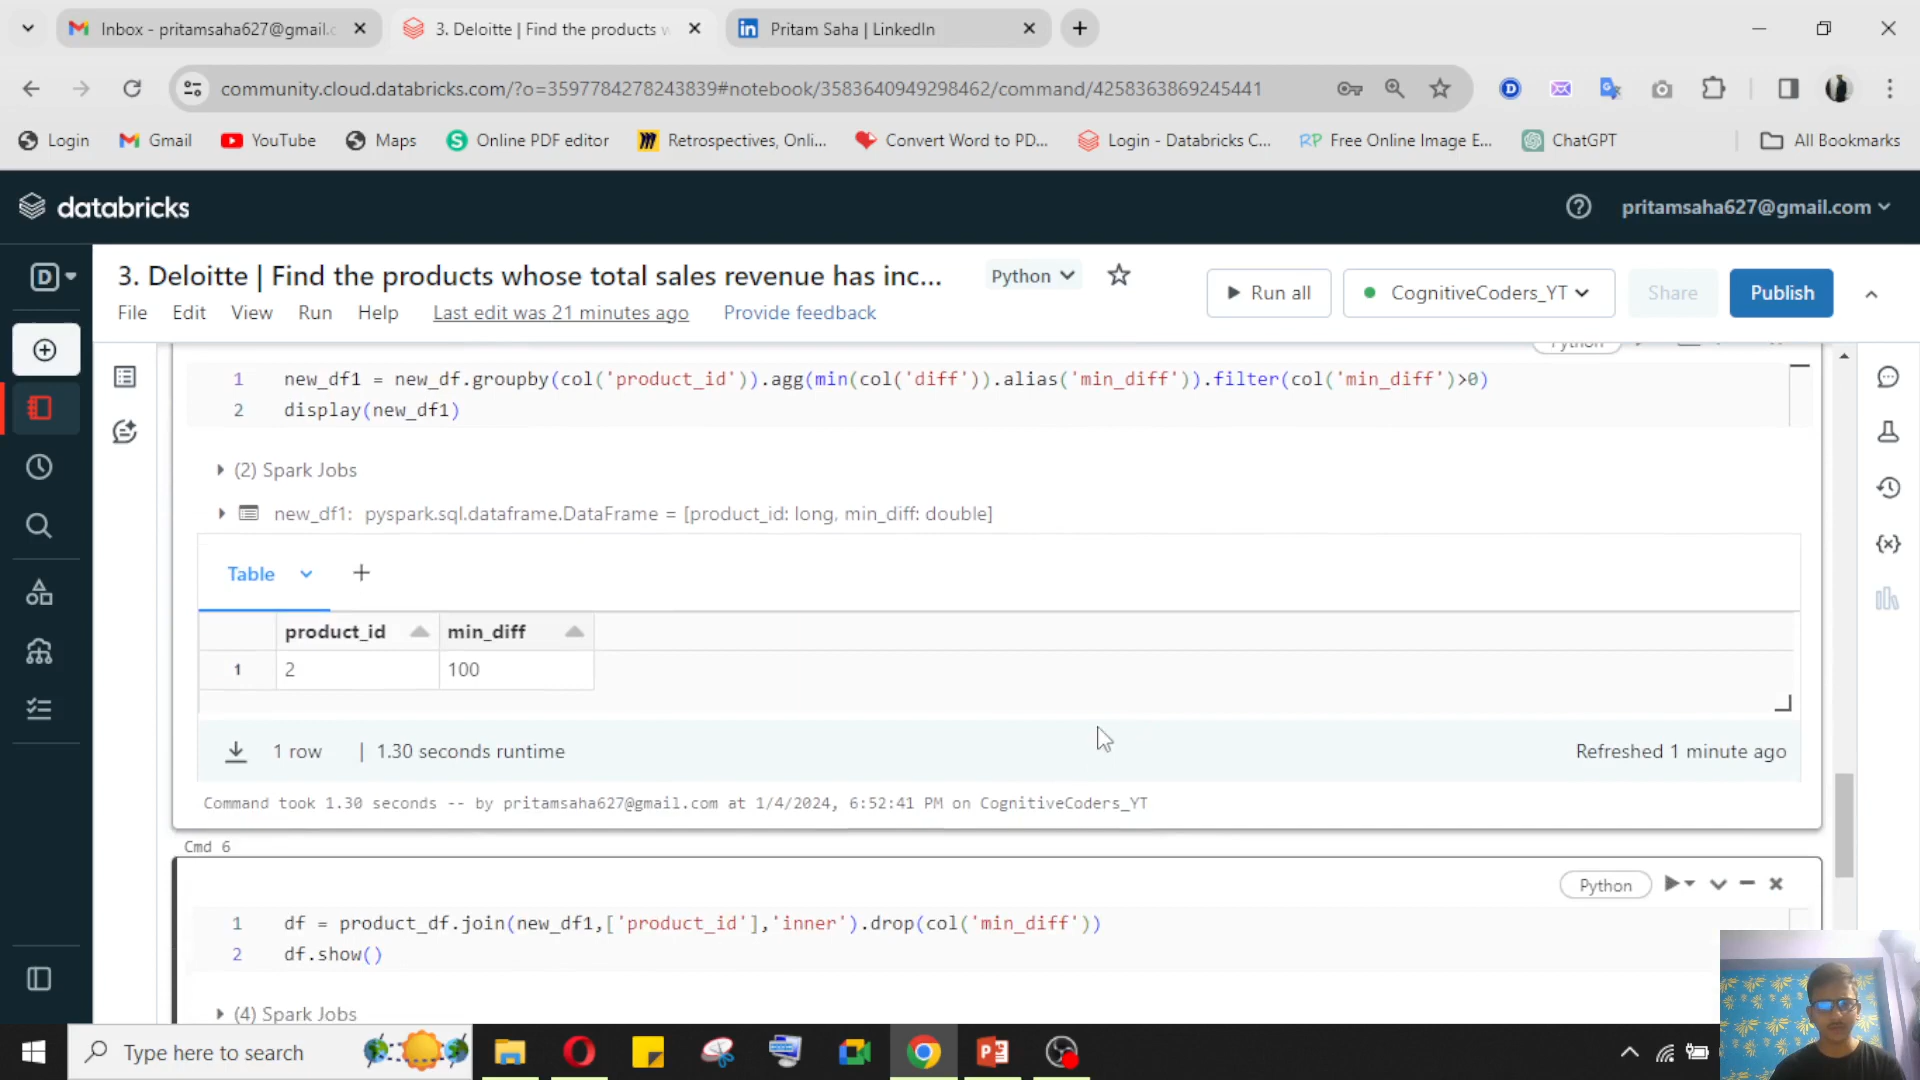 Inbox - pritamsaha627@gmail.c
3. Deloitte | Find the products w
Pritam Saha | LinkedIn
community.cloud.databricks.com/?o=3597784278243839#notebook/3583640949298462/command/4258363869245441
Login
Gmail
YouTube
Maps
Online PDF editor
Retrospectives, Onli...
Convert Word to PD...
Login - Databricks C...
RP Free Online Image E...
ChatGPT
All Bookmarks
databricks
pritamsaha627@gmail.com
D
3. Deloitte | Find the products whose total sales revenue has inc...
Python
Run all
CognitiveCoders_YT
Share
Publish
File Edit View Run Help Last edit was 21 minutes ago Provide feedback
Python
1 new_df1 = new_df.groupby(col('product_id')).agg(min(col('diff')).alias('min_diff')).filter(col('min_diff')>0)
2 display(new_df1)
(2) Spark Jobs
new_df1: pyspark.sql.dataframe.DataFrame = [product_id: long, min_diff: double]
Table
product_id min_diff
1 2 100
1 row | 1.30 seconds runtime
Refreshed 1 minute ago
Command took 1.30 seconds -- by pritamsaha627@gmail.com at 1/4/2024, 6:52:41 PM on CognitiveCoders_YT
Cmd 6
Python
1 df = product_df.join(new_df1,['product_id'],'inner').drop(col('min_diff'))
2 df.show()
(4) Spark Jobs
Type here to search